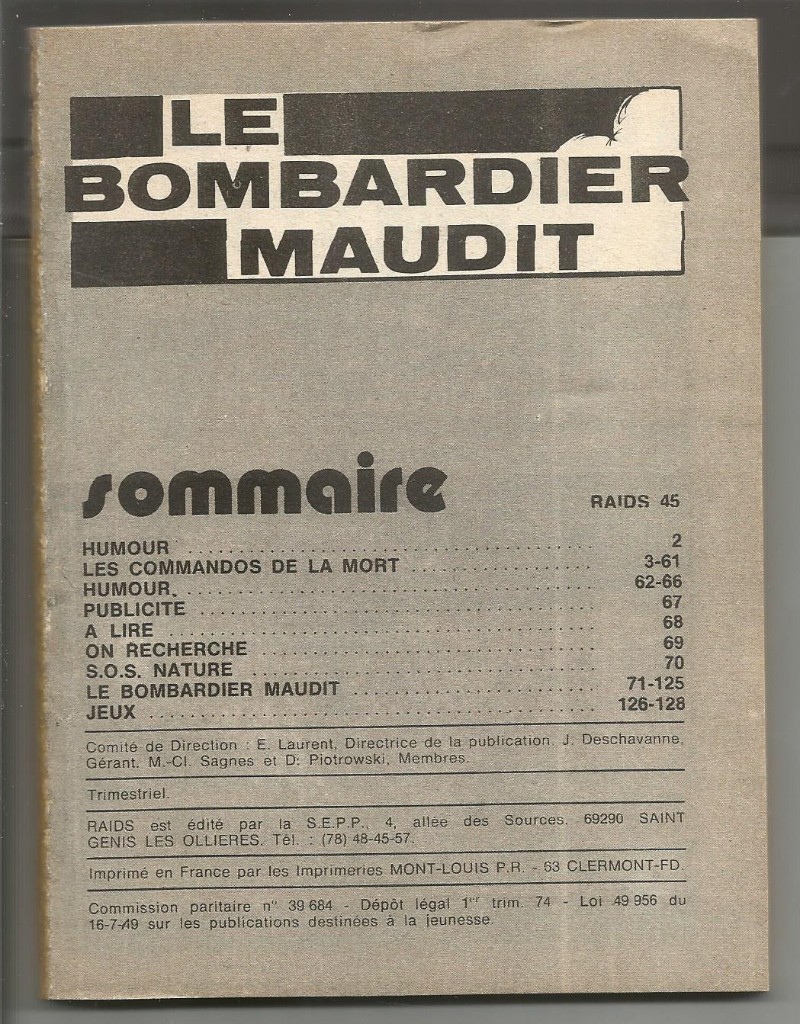 LE
BOMBARDIER
MAUDIT
sommaire RAIDS 45
HUMOUR 2
LES COMMANDOS DE LA MORT 3-61
HUMOUR 62-66
PUBLICITE 67
A LIRE 68
ON RECHERCHE 69
S.O.S. NATURE 70
LE BOMBARDIER MAUDIT 71-125
JEUX 126-128
Comité de Direction : E. Laurent, Directrice de la publication. J. Deschavanne,
Gérant. M.-Cl. Sagnes et D. Piotrowski, Membres.
Trimestriel.
RAIDS est édité par la S.E.P.P., 4, allée des Sources. 69290 SAINT
GENIS LES OLLIERES. Tél. : (78) 48-45-57.
Imprimé en France par les Imprimeries MONT-LOUIS P.R. - 63 CLERMONT-FD.
Commission paritaire n° 39 684 - Dépôt légal 1er trim. 74 - Loi 49 956 du
16-7-49 sur les publications destinées à la jeunesse.